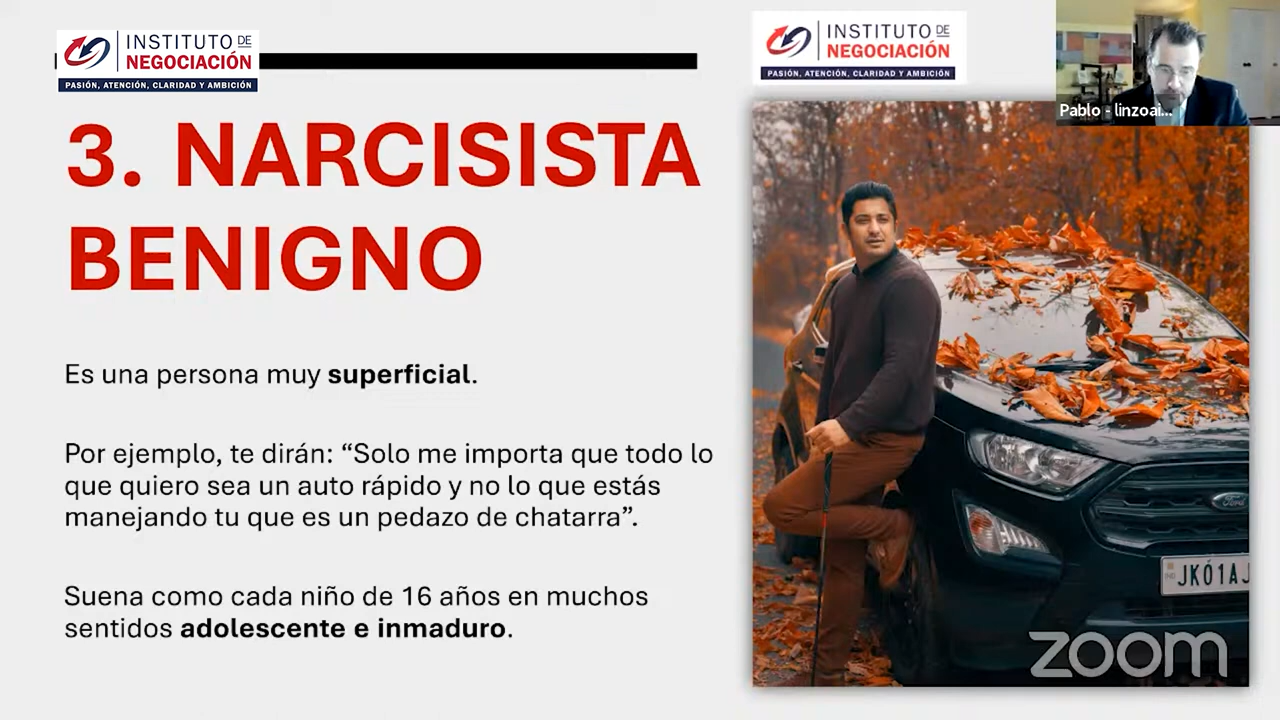 INSTITUTO DE
NEGOCIACIÓN
PASIÓN, ATENCIÓN, CLARIDAD Y AMBICIÓN
INSTITUTO DE
NEGOCIACIÓN
PASIÓN, ATENCIÓN, CLARIDAD Y AMBICIÓN
Pablo - linzoai...
3. NARCISISTA
BENIGNO
Es una persona muy superficial.
Por ejemplo, te dirán: “Solo me importa que todo lo
que quiero sea un auto rápido y no lo que estás
manejando tu que es un pedazo de chatarra”.
Suena como cada niño de 16 años en muchos
sentidos adolescente e inmaduro.
Ford
IND
JK01AJ
zoom